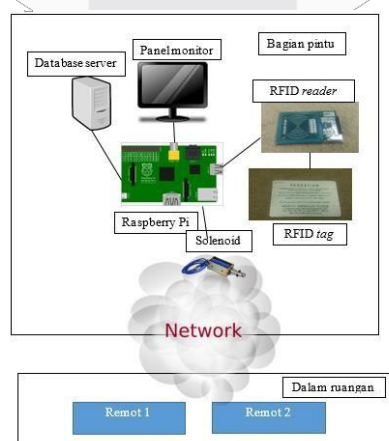 Bagian pintu
Panel monitor
Database server
RFID reader
Raspberry Pi
Solenoid
RFID tag
Network
Dalam ruangan
Remot 1
Remot 2